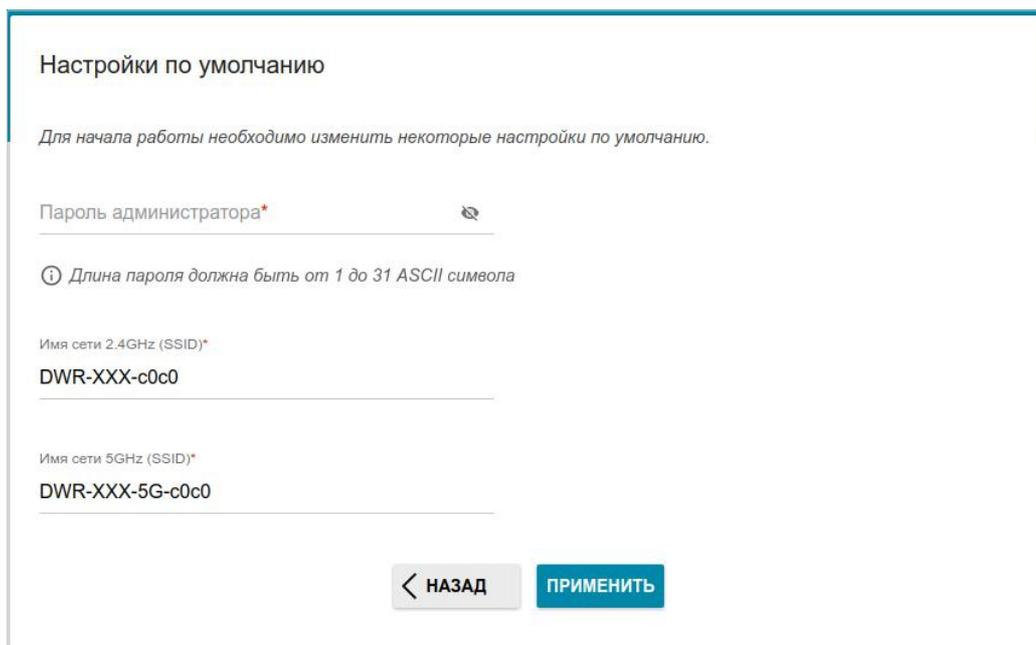 Настройки по умолчанию
Для начала работы необходимо изменить некоторые настройки по умолчанию.
Пароль администратора*
Длина пароля должна быть от 1 до 31 ASCII символа
Имя сети 2.4GHz (SSID)*
DWR-XXX-c0c0
Имя сети 5GHz (SSID)*
DWR-XXX-5G-c0c0
НАЗАД ПРИМЕНИТЬ